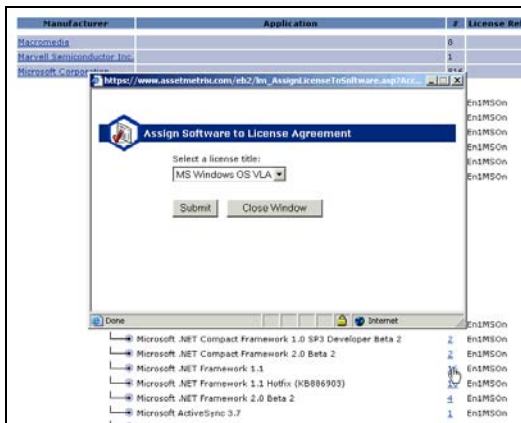 Manufacturer Application # License Re
Macromedia 8
Marvell Semiconductor Inc. 1
Microsoft Corporation 816
https://www.assetmetrix.com/eb2/lm_AssignLicenseToSoftware.asp?Acc...
En1MSOn
En1MSOn
Assign Software to License Agreement En1MSOn
En1MSOn
Select a license title: En1MSOn
MS Windows OS VLA En1MSOn
Submit Close Window
Done Internet En1MSOn
Microsoft .NET Compact Framework 1.0 SP3 Developer Beta 2 2 En1MSOn
Microsoft .NET Compact Framework 2.0 Beta 2 2 En1MSOn
Microsoft .NET Framework 1.1 En1MSOn
Microsoft .NET Framework 1.1 Hotfix (KB886903) En1MSOn
Microsoft .NET Framework 2.0 Beta 2 4 En1MSOn
Microsoft ActiveSync 3.7 1 En1MSOn